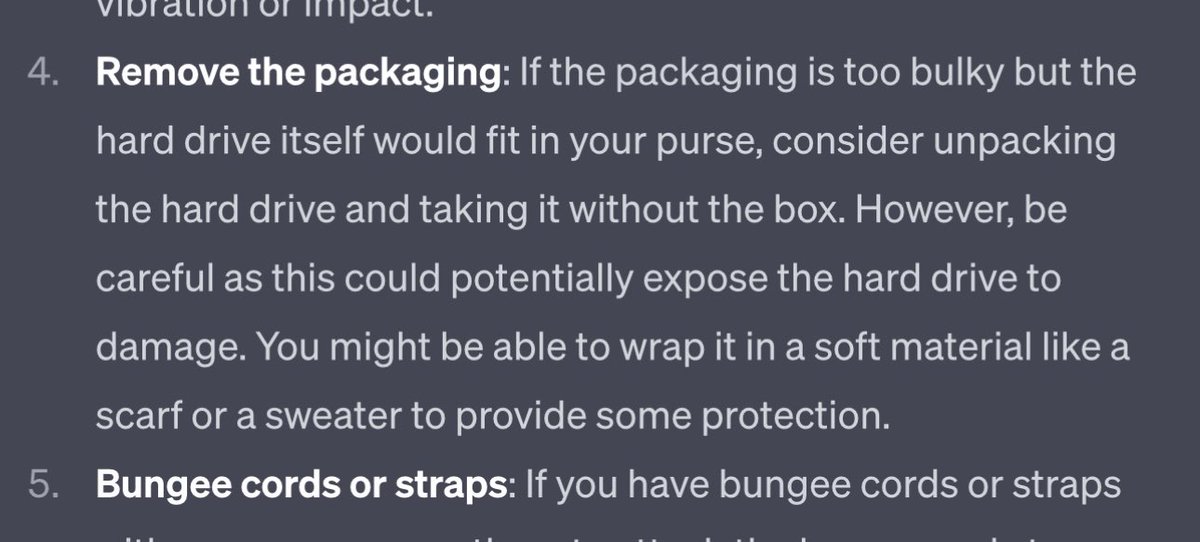 vibration or impact.
4. Remove the packaging: If the packaging is too bulky but the
hard drive itself would fit in your purse, consider unpacking
the hard drive and taking it without the box. However, be
careful as this could potentially expose the hard drive to
damage. You might be able to wrap it in a soft material like a
scarf or a sweater to provide some protection.
5. Bungee cords or straps: If you have bungee cords or straps